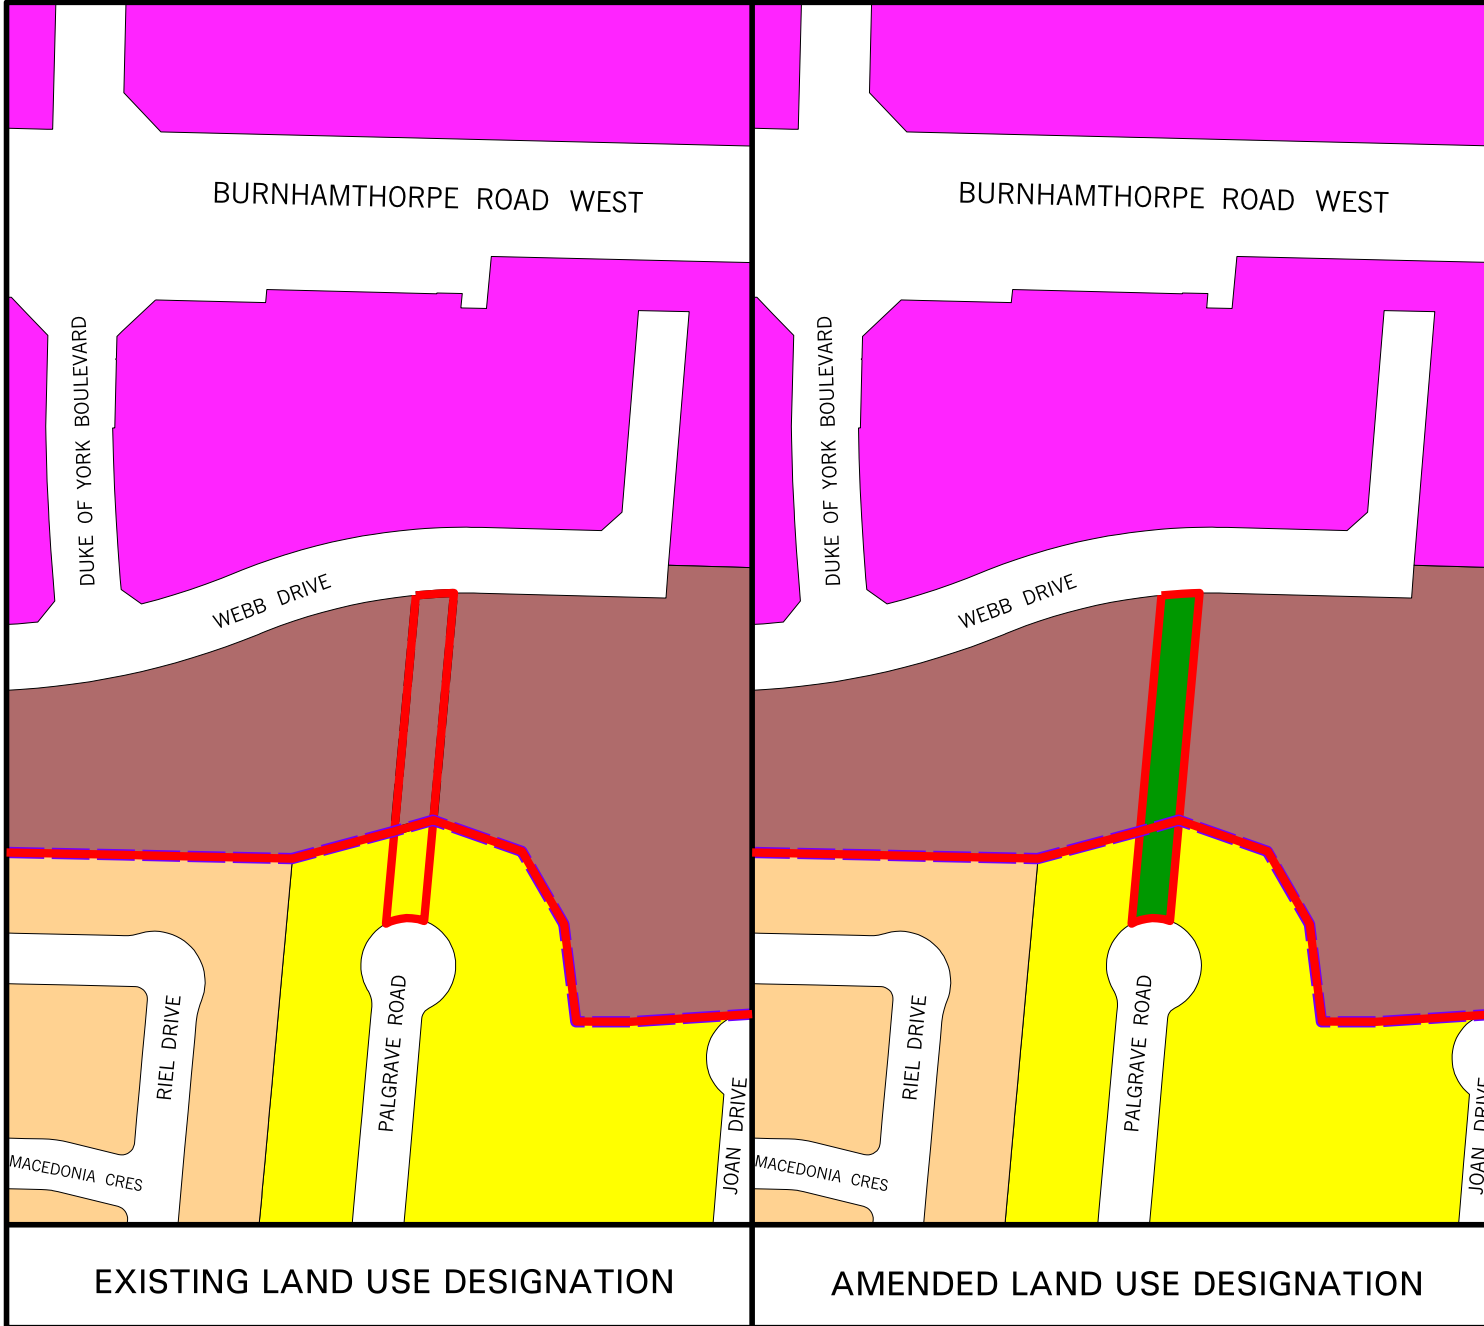 BURNHAMTHORPE ROAD WEST
DUKE OF YORK BOULEVARD
WEBB DRIVE
RIEL DRIVE
PALGRAVE ROAD
JOAN DRIVE
MACEDONIA CRES
EXISTING LAND USE DESIGNATION
BURNHAMTHORPE ROAD WEST
DUKE OF YORK BOULEVARD
WEBB DRIVE
RIEL DRIVE
PALGRAVE ROAD
JOAN DRIVE
MACEDONIA CRES
AMENDED LAND USE DESIGNATION